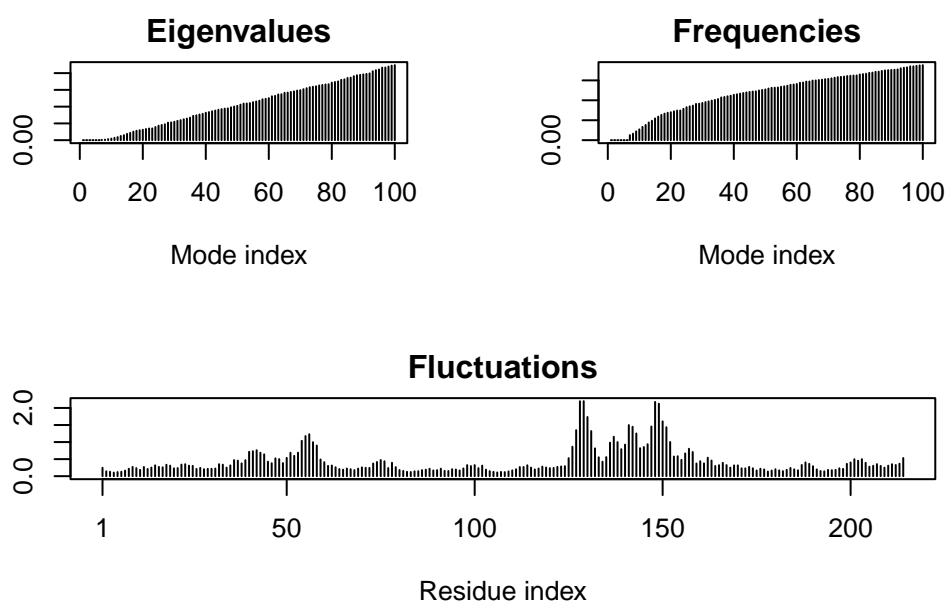 Eigenvalues
0.00
0 20 40 60 80 100
Mode index
Frequencies
0.00
0 20 40 60 80 100
Mode index
Fluctuations
2.0
0.0
1 50 100 150 200
Residue index